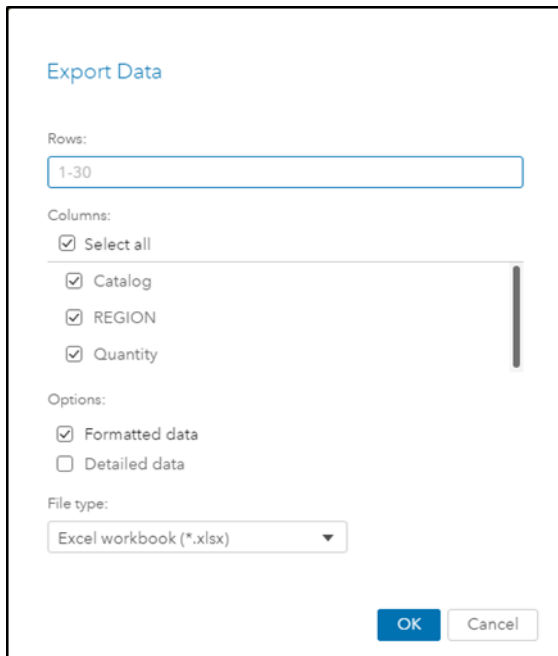 Export Data
Rows:
1-30
Columns:
Select all
Catalog
REGION
Quantity
Options:
Formatted data
Detailed data
File type:
Excel workbook (*.xlsx)
OK Cancel